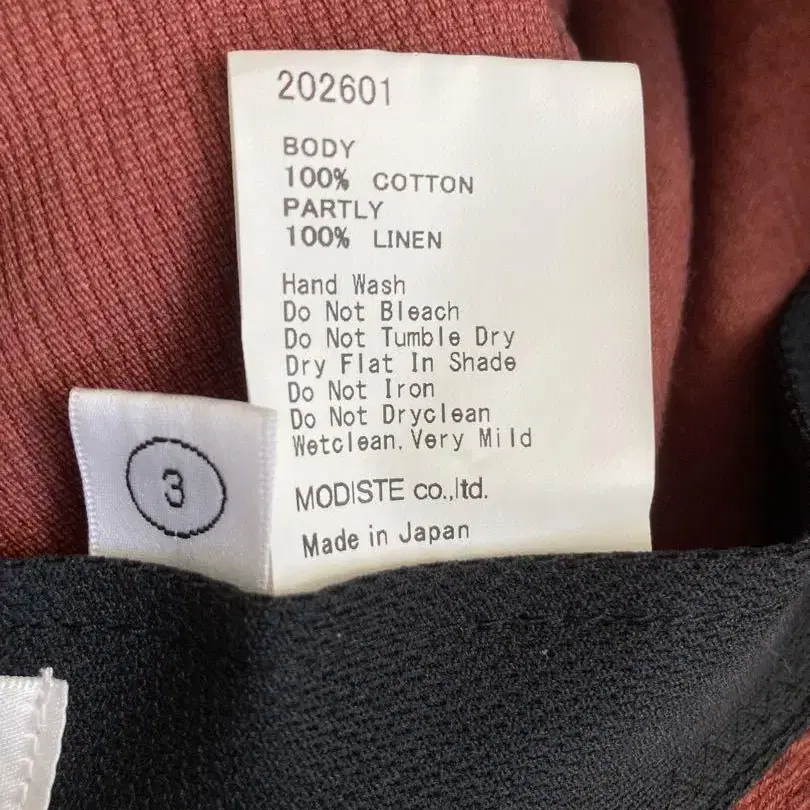 202601
BODY
100% COTTON
PARTLY
100% LINEN
Hand Wash
Do Not Bleach
Do Not Tumble Dry
Dry Flat In Shade
Do Not Iron
Do Not Dryclean
Wetclean.Very Mild
MODISTE co.,ltd.
Made in Japan
3